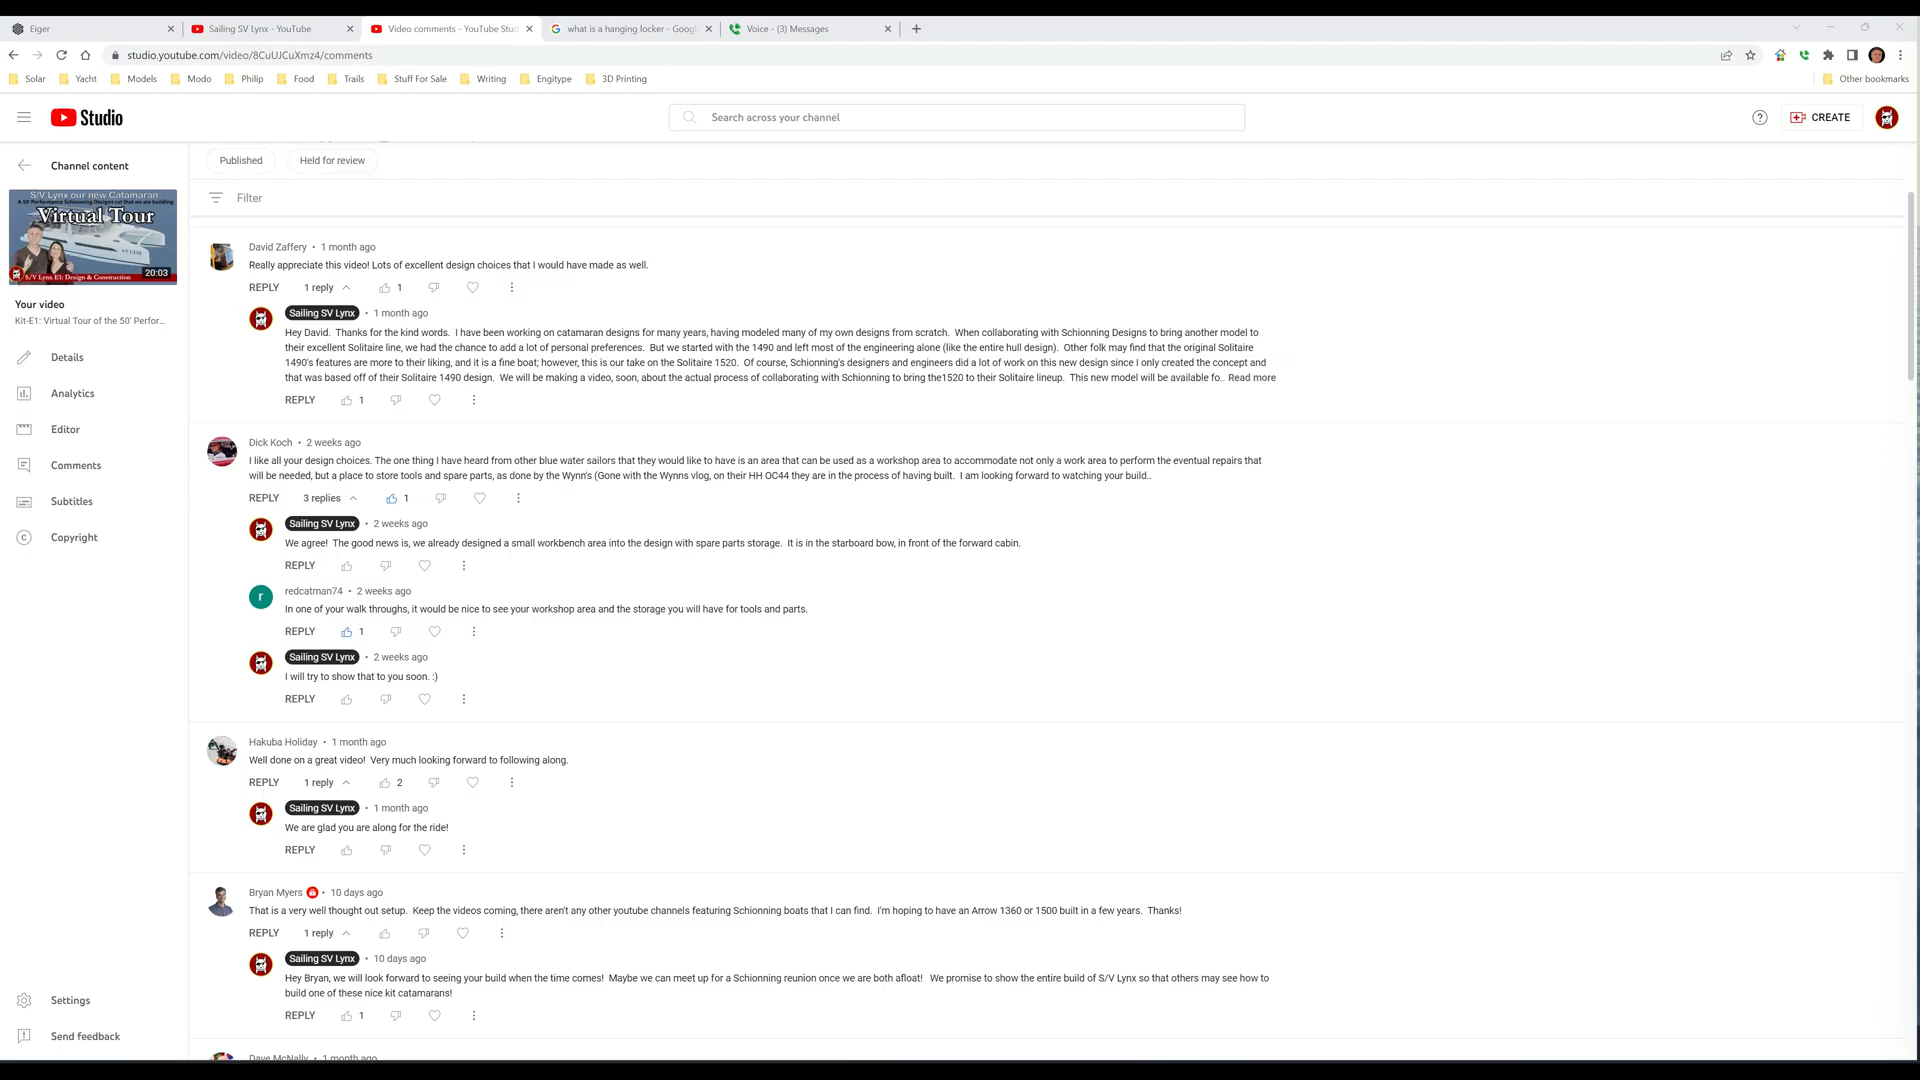 Eiger
Sailing SV Lynx - YouTube
Video comments - YouTube Stud
what is a hanging locker - Googl
Voice - (3) Messages
studio.youtube.com/video/8CuUJCuXmz4/comments
Solar
Yacht
Models
Modo
Philip
Food
Trails
Stuff For Sale
Writing
Engitype
3D Printing
Other bookmarks
Studio
Search across your channel
CREATE
Channel content
S/V Lynx our new Catamaran
A 50' Performance Schionning Designs cat that we are building
Virtual Tour
SV LYNX
20:03
S/V Lynx E1: Design & Construction
Your video
Kit-E1: Virtual Tour of the 50' Perfor...
Details
Analytics
Editor
Comments
Subtitles
Copyright
Settings
Send feedback
Published
Held for review
Filter
David Zaffery • 1 month ago
Really appreciate this video! Lots of excellent design choices that I would have made as well.
REPLY 1 reply 1
Sailing SV Lynx • 1 month ago
Hey David. Thanks for the kind words. I have been working on catamaran designs for many years, having modeled many of my own designs from scratch. When collaborating with Schionning Designs to bring another model to
their excellent Solitaire line, we had the chance to add a lot of personal preferences. But we started with the 1490 and left most of the engineering alone (like the entire hull design). Other folk may find that the original Solitaire
1490's features are more to their liking, and it is a fine boat; however, this is our take on the Solitaire 1520. Of course, Schionning's designers and engineers did a lot of work on this new design since I only created the concept and
that was based off of their Solitaire 1490 design. We will be making a video, soon, about the actual process of collaborating with Schionning to bring the1520 to their Solitaire lineup. This new model will be available fo... Read more
REPLY 1
Dick Koch • 2 weeks ago
I like all your design choices. The one thing I have heard from other blue water sailors that they would like to have is an area that can be used as a workshop area to accommodate not only a work area to perform the eventual repairs that
will be needed, but a place to store tools and spare parts, as done by the Wynn's (Gone with the Wynns vlog, on their HH OC44 they are in the process of having built. I am looking forward to watching your build..
REPLY 3 replies 1
Sailing SV Lynx • 2 weeks ago
We agree! The good news is, we already designed a small workbench area into the design with spare parts storage. It is in the starboard bow, in front of the forward cabin.
REPLY
r
redcatman74 • 2 weeks ago
In one of your walk throughs, it would be nice to see your workshop area and the storage you will have for tools and parts.
REPLY 1
Sailing SV Lynx • 2 weeks ago
I will try to show that to you soon. :)
REPLY
Hakuba Holiday • 1 month ago
Well done on a great video! Very much looking forward to following along.
REPLY 1 reply 2
Sailing SV Lynx • 1 month ago
We are glad you are along for the ride!
REPLY
Bryan Myers • 10 days ago
That is a very well thought out setup. Keep the videos coming, there aren't any other youtube channels featuring Schionning boats that I can find. I'm hoping to have an Arrow 1360 or 1500 built in a few years. Thanks!
REPLY 1 reply
Sailing SV Lynx • 10 days ago
Hey Bryan, we will look forward to seeing your build when the time comes! Maybe we can meet up for a Schionning reunion once we are both afloat! We promise to show the entire build of S/V Lynx so that others may see how to
build one of these nice kit catamarans!
REPLY 1
Dave McNally • 1 month ago